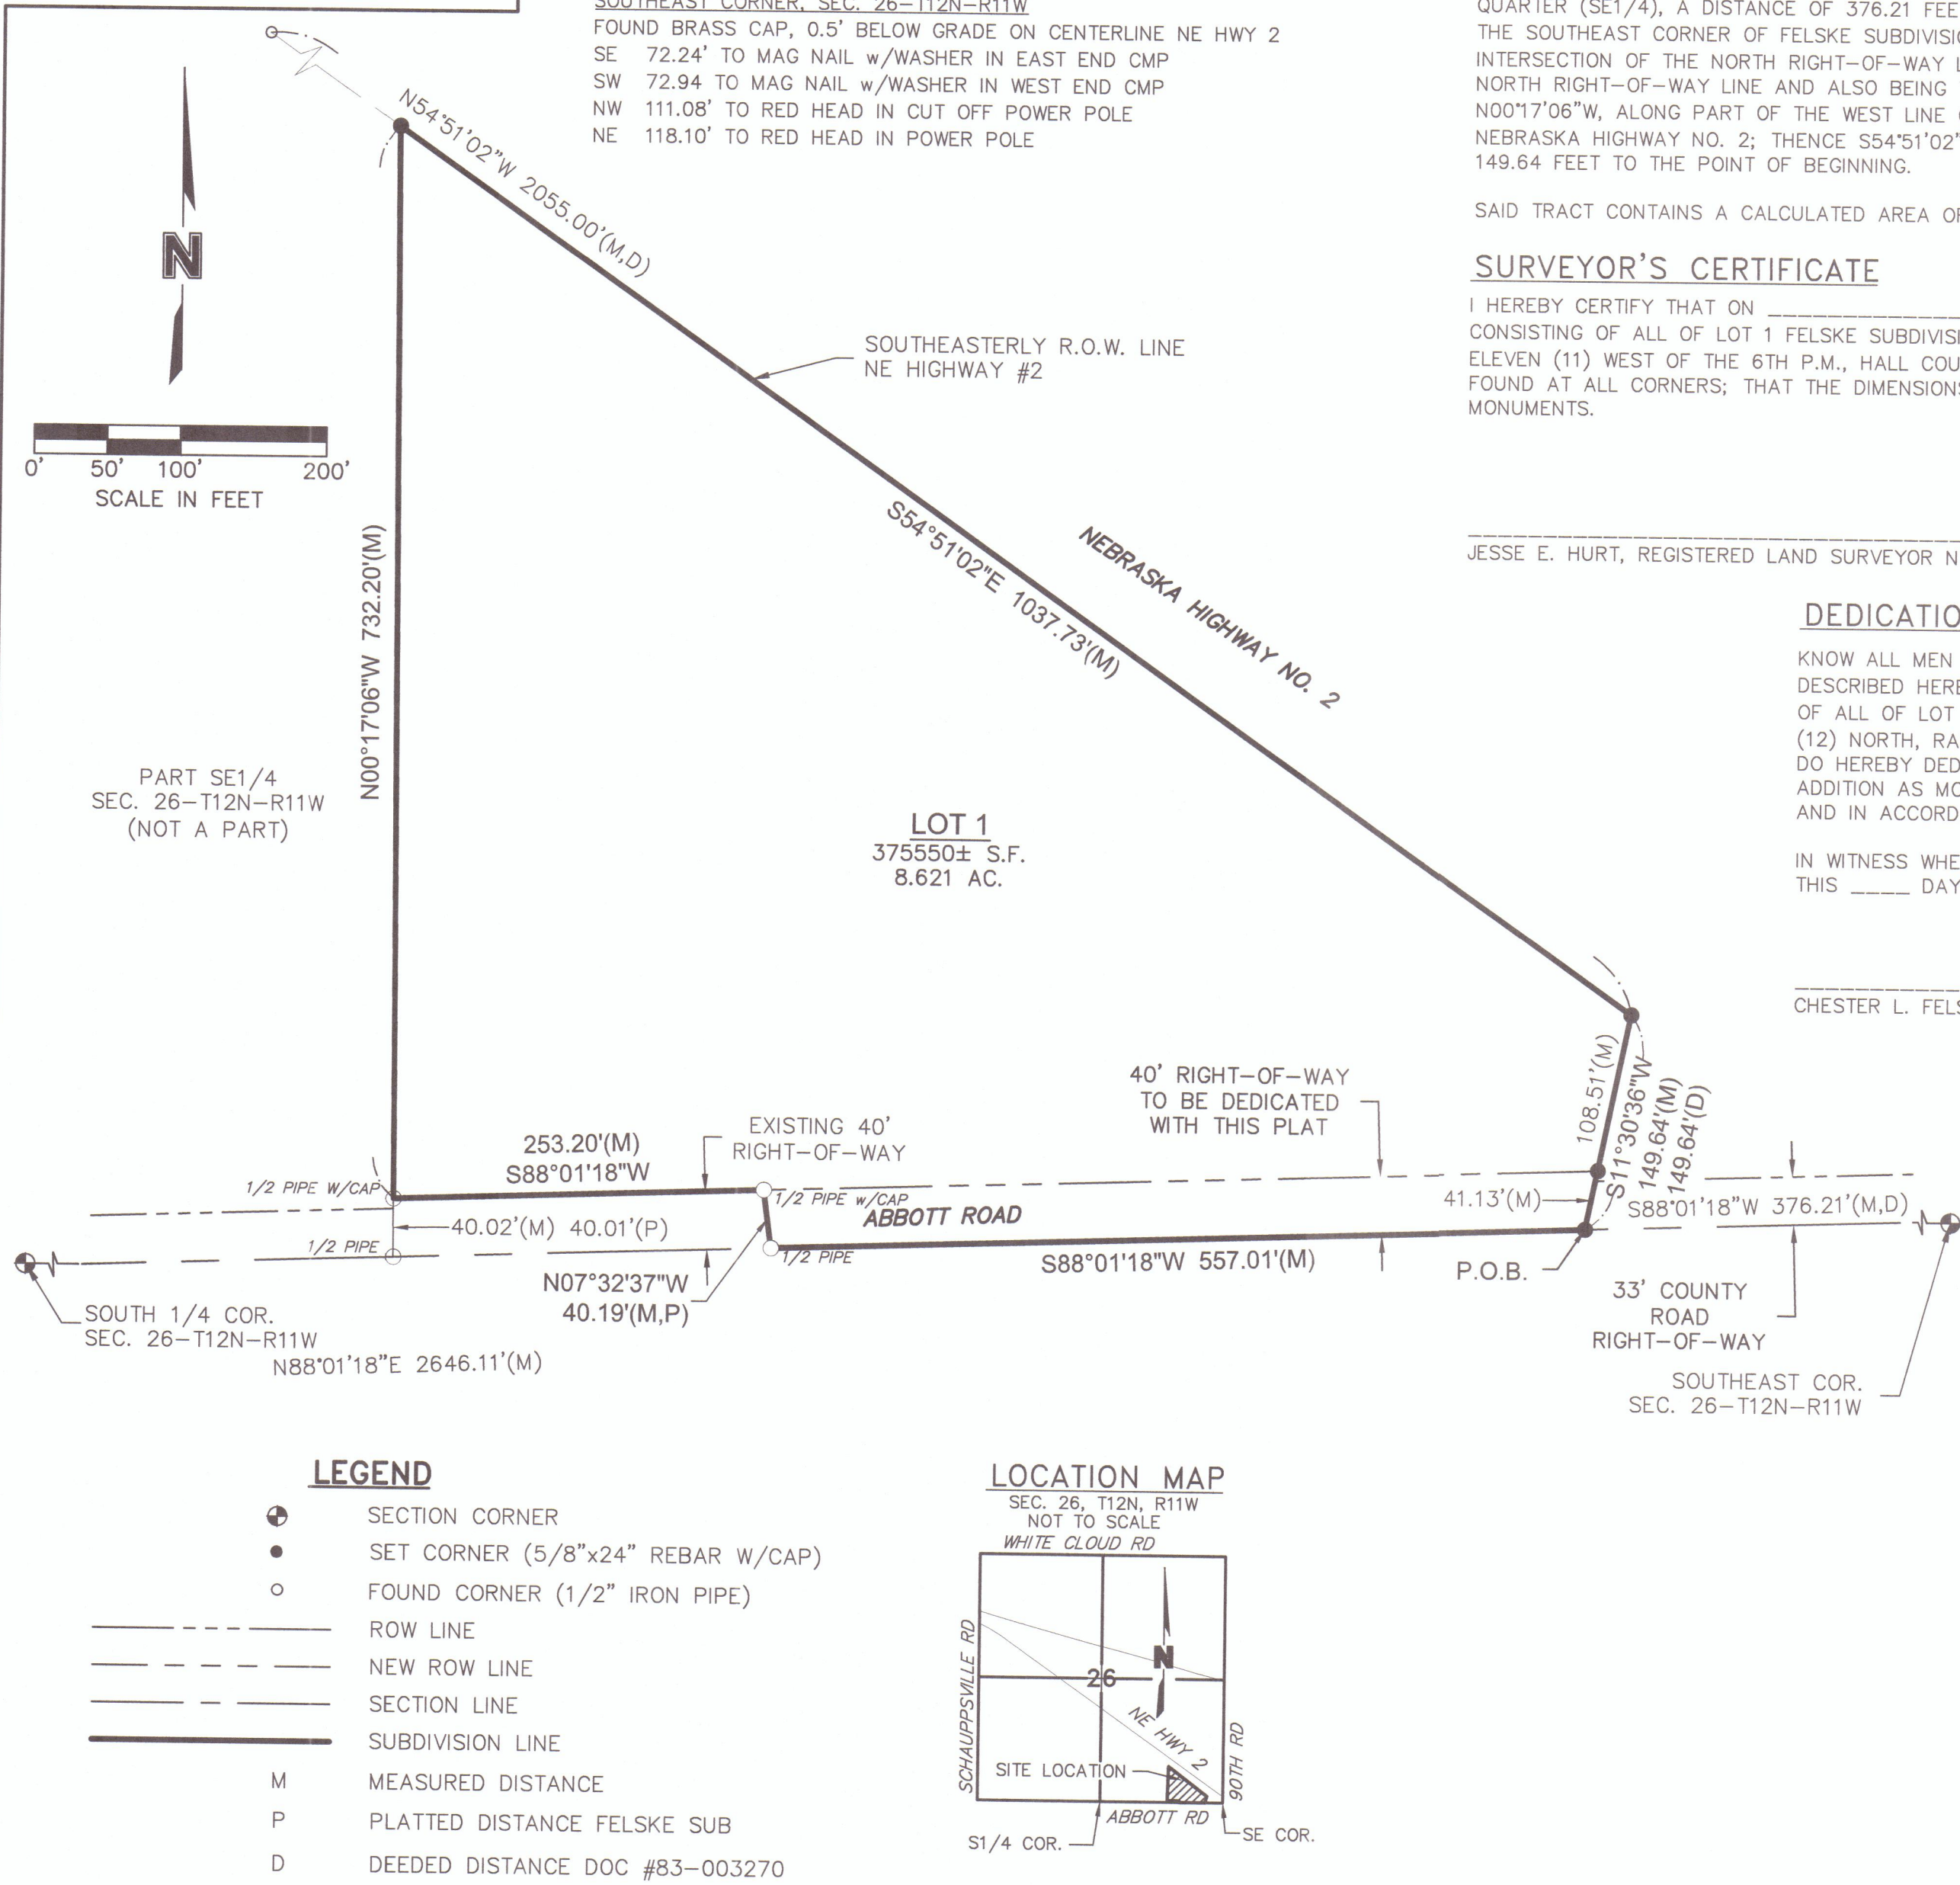 SOUTHEAST CORNER, SEC. 26-T12N-R11W
FOUND BRASS CAP, 0.5' BELOW GRADE ON CENTERLINE NE HWY 2
SE 72.24' TO MAG NAIL w/WASHER IN EAST END CMP
SW 72.94 TO MAG NAIL w/WASHER IN WEST END CMP
NW 111.08' TO RED HEAD IN CUT OFF POWER POLE
NE 118.10' TO RED HEAD IN POWER POLE
QUARTER (SE1/4), A DISTANCE OF 376.21 FEE
THE SOUTHEAST CORNER OF FELSKE SUBDIVISI
INTERSECTION OF THE NORTH RIGHT-OF-WAY L
NORTH RIGHT-OF-WAY LINE AND ALSO BEING
N00°17'06"W, ALONG PART OF THE WEST LINE
NEBRASKA HIGHWAY NO. 2; THENCE S54°51'02"
149.64 FEET TO THE POINT OF BEGINNING.
SAID TRACT CONTAINS A CALCULATED AREA OF
SURVEYOR'S CERTIFICATE
I HEREBY CERTIFY THAT ON ________________
CONSISTING OF ALL OF LOT 1 FELSKE SUBDIVIS
ELEVEN (11) WEST OF THE 6TH P.M., HALL COU
FOUND AT ALL CORNERS; THAT THE DIMENSIONS
MONUMENTS.
JESSE E. HURT, REGISTERED LAND SURVEYOR N
DEDICATIO
KNOW ALL MEN
DESCRIBED HERE
OF ALL OF LOT
(12) NORTH, RA
DO HEREBY DED
ADDITION AS MO
AND IN ACCORD
IN WITNESS WHE
THIS ____ DAY
CHESTER L. FELS
N
0' 50' 100' 200'
SCALE IN FEET
N54°51'02"W 2055.00'(M,D)
SOUTHEASTERLY R.O.W. LINE
NE HIGHWAY #2
S54°51'02"E 1037.73'(M)
NEBRASKA HIGHWAY NO. 2
N00°17'06"W 732.20'(M)
PART SE1/4
SEC. 26-T12N-R11W
(NOT A PART)
LOT 1
375550± S.F.
8.621 AC.
40' RIGHT-OF-WAY
TO BE DEDICATED
WITH THIS PLAT
108.51'(M)
S11°30'36"W
149.64'(M)
149.64'(D)
EXISTING 40'
RIGHT-OF-WAY
253.20'(M)
S88°01'18"W
1/2 PIPE W/CAP
1/2 PIPE w/CAP
ABBOTT ROAD
40.02'(M) 40.01'(P)
41.13'(M)
S88°01'18"W 376.21'(M,D)
1/2 PIPE
1/2 PIPE
S88°01'18"W 557.01'(M)
N07°32'37"W
40.19'(M,P)
P.O.B.
33' COUNTY
ROAD
RIGHT-OF-WAY
SOUTH 1/4 COR.
SEC. 26-T12N-R11W
N88°01'18"E 2646.11'(M)
SOUTHEAST COR.
SEC. 26-T12N-R11W
LEGEND
SECTION CORNER
SET CORNER (5/8"x24" REBAR W/CAP)
FOUND CORNER (1/2" IRON PIPE)
ROW LINE
NEW ROW LINE
SECTION LINE
SUBDIVISION LINE
M MEASURED DISTANCE
P PLATTED DISTANCE FELSKE SUB
D DEEDED DISTANCE DOC #83-003270
LOCATION MAP
SEC. 26, T12N, R11W
NOT TO SCALE
WHITE CLOUD RD
SCHAUPPSVILLE RD
N
26
NE HWY 2
SITE LOCATION
90TH RD
ABBOTT RD
S1/4 COR.
SE COR.